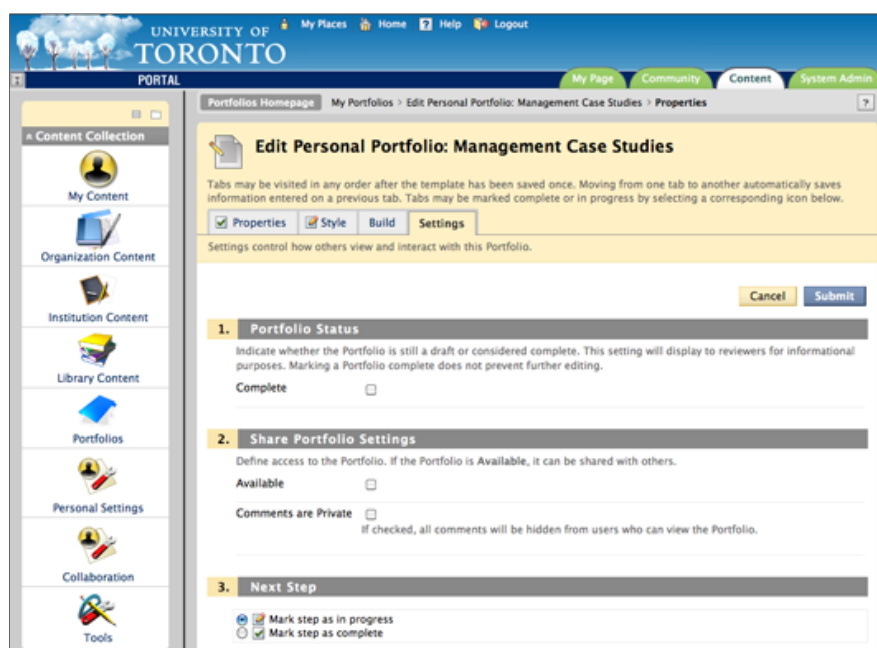 UNIVERSITY OF
TORONTO
My Places Home ? Help Logout
PORTAL
My Page Community Content System Admin
Portfolios Homepage My Portfolios > Edit Personal Portfolio: Management Case Studies > Properties ?
Content Collection
My Content
Organization Content
Institution Content
Library Content
Portfolios
Personal Settings
Collaboration
Tools
Edit Personal Portfolio: Management Case Studies
Tabs may be visited in any order after the template has been saved once. Moving from one tab to another automatically saves
information entered on a previous tab. Tabs may be marked complete or in progress by selecting a corresponding icon below.
Properties Style Build Settings
Settings control how others view and interact with this Portfolio.
Cancel Submit
1. Portfolio Status
Indicate whether the Portfolio is still a draft or considered complete. This setting will display to reviewers for informational
purposes. Marking a Portfolio complete does not prevent further editing.
Complete
2. Share Portfolio Settings
Define access to the Portfolio. If the Portfolio is Available, it can be shared with others.
Available
Comments are Private
If checked, all comments will be hidden from users who can view the Portfolio.
3. Next Step
Mark step as in progress
Mark step as complete